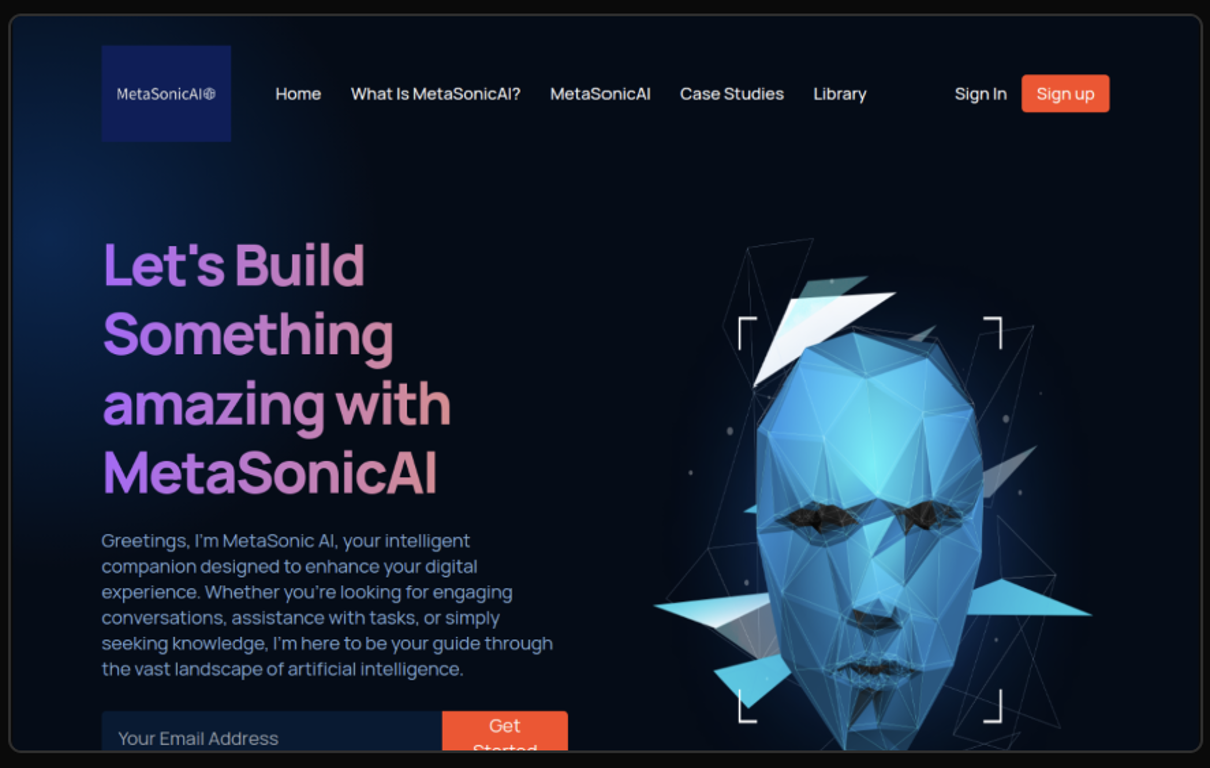 MetaSonicAI
Home
What Is MetaSonicAI?
MetaSonicAI
Case Studies
Library
Sign In
Sign up
Let's Build
Something
amazing with
MetaSonicAI
Greetings, I'm MetaSonic AI, your intelligent
companion designed to enhance your digital
experience. Whether you're looking for engaging
conversations, assistance with tasks, or simply
seeking knowledge, I'm here to be your guide through
the vast landscape of artificial intelligence.
Your Email Address
Get
Started